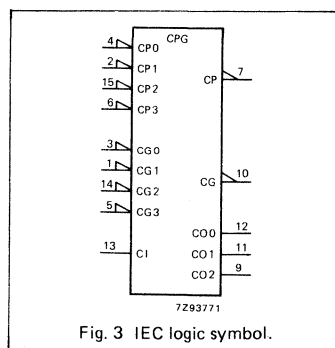 CPG
4 CP0
2 CP1
15 CP2
6 CP3
CP 7
3 CG0
1 CG1
14 CG2
5 CG3
CG 10
13 CI
CO0 12
CO1 11
CO2 9
7Z93771
Fig. 3 IEC logic symbol.